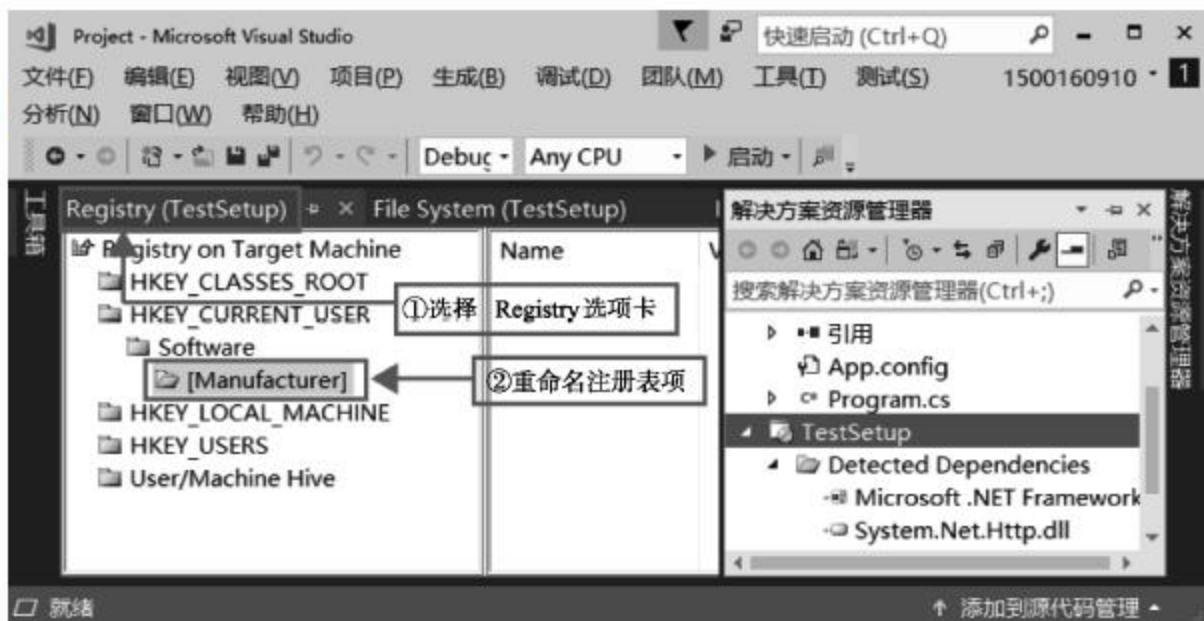 Project - Microsoft Visual Studio
快速启动 (Ctrl+Q)
文件(F) 编辑(E) 视图(V) 项目(P) 生成(B) 调试(D) 团队(M) 工具(T) 测试(S) 1500160910 1
分析(N) 窗口(W) 帮助(H)
Debug Any CPU 启动
工具箱
Registry (TestSetup) File System (TestSetup)
Registry on Target Machine
HKEY_CLASSES_ROOT
HKEY_CURRENT_USER
Software
[Manufacturer]
HKEY_LOCAL_MACHINE
HKEY_USERS
User/Machine Hive
Name
①选择 Registry 选项卡
②重命名注册表项
解决方案资源管理器
搜索解决方案资源管理器(Ctrl+;)
引用
App.config
C# Program.cs
TestSetup
Detected Dependencies
Microsoft .NET Framework
System.Net.Http.dll
解决方案资源管理器
就绪 添加到源代码管理